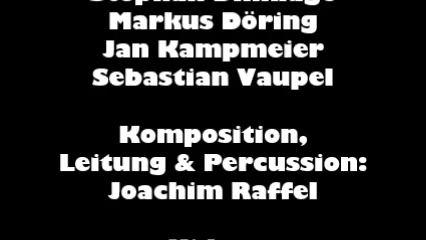 Markus Döring
Jan Kampmeier
Sebastian Vaupel
Komposition,
Leitung & Percussion:
Joachim Raffel